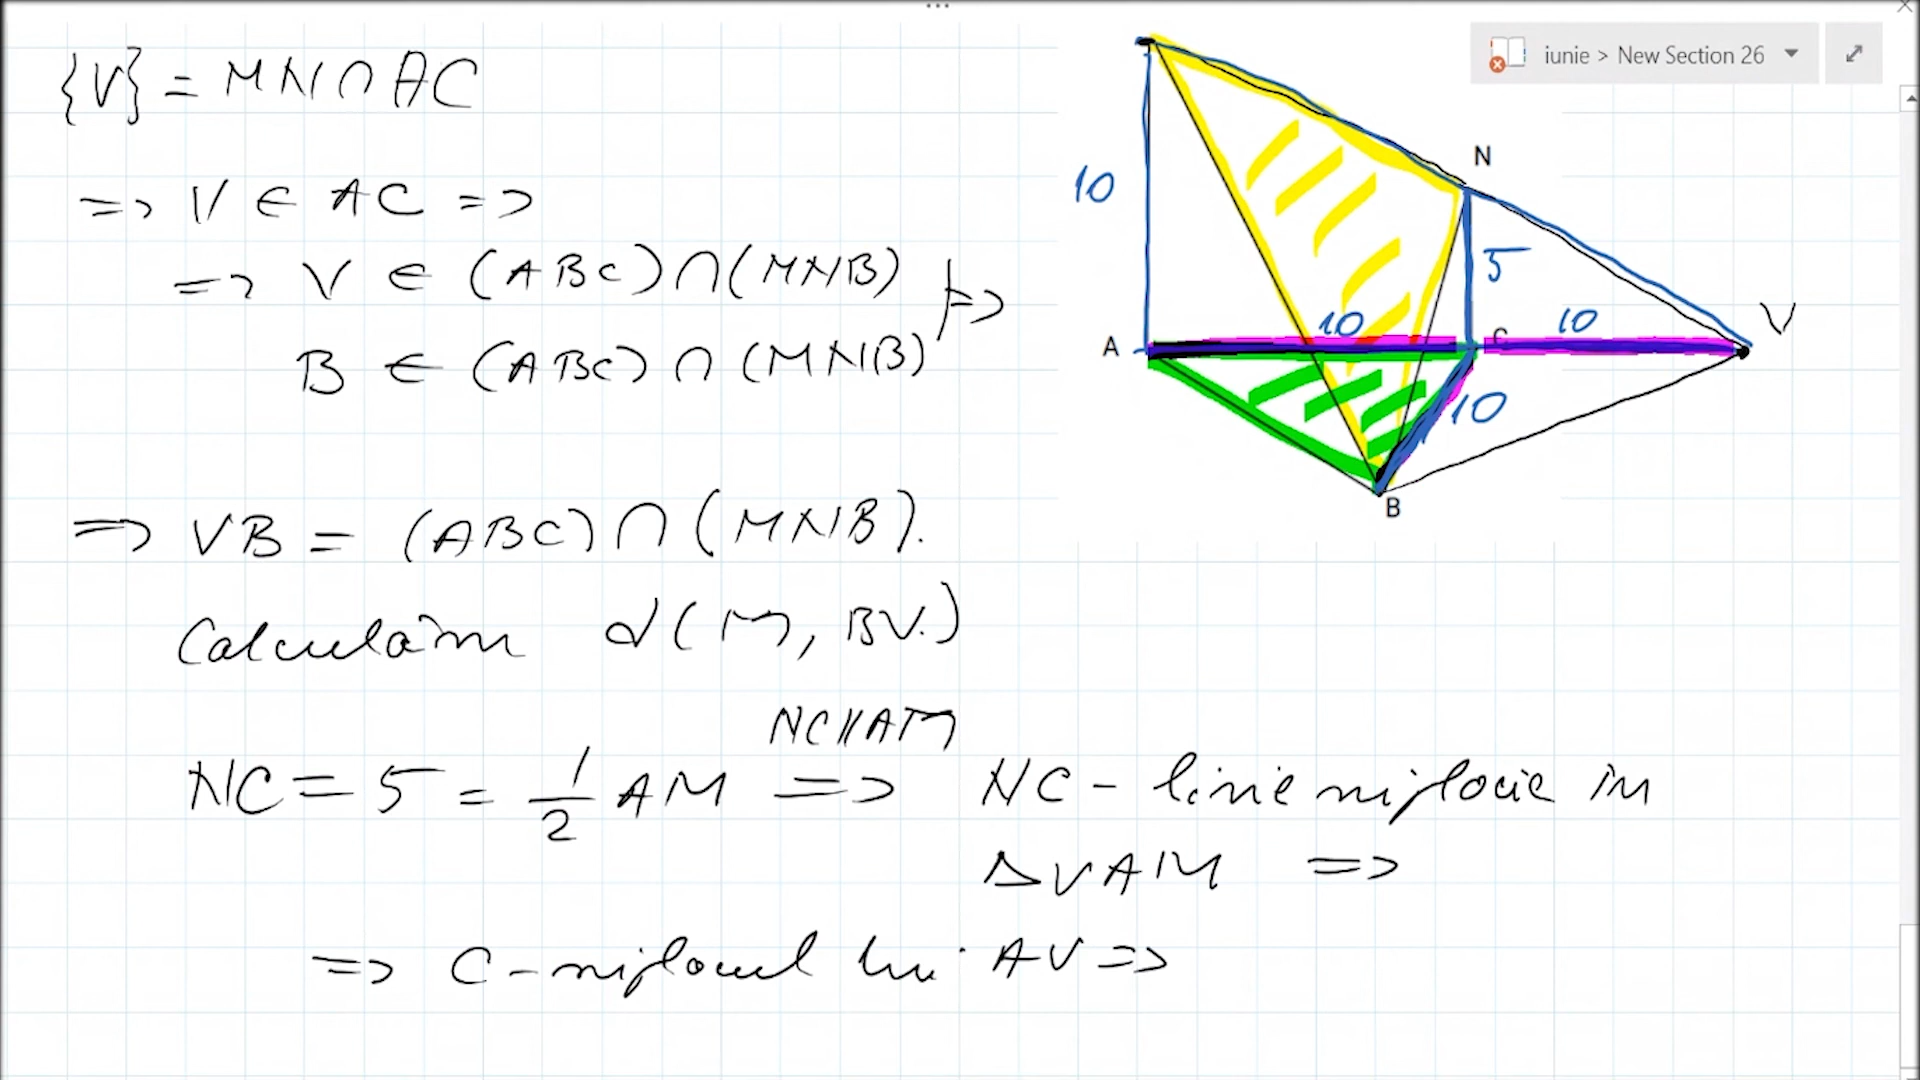 {V} = MN ∩ AC
=> V ∈ AC =>
=> V ∈ (ABC) ∩ (MNB)
B ∈ (ABC) ∩ (MNB) | =>
=> VB = (ABC) ∩ (MNB).
Calculăm d(M, BV.)
NC||AM
NC = 5 = 1/2 AM => NC - linie mijlocie în
Δ VAM =>
=> C - mijlocul lui AV =>
iunie > New Section 26
N
10
5
V
A
10
C
10
10
B